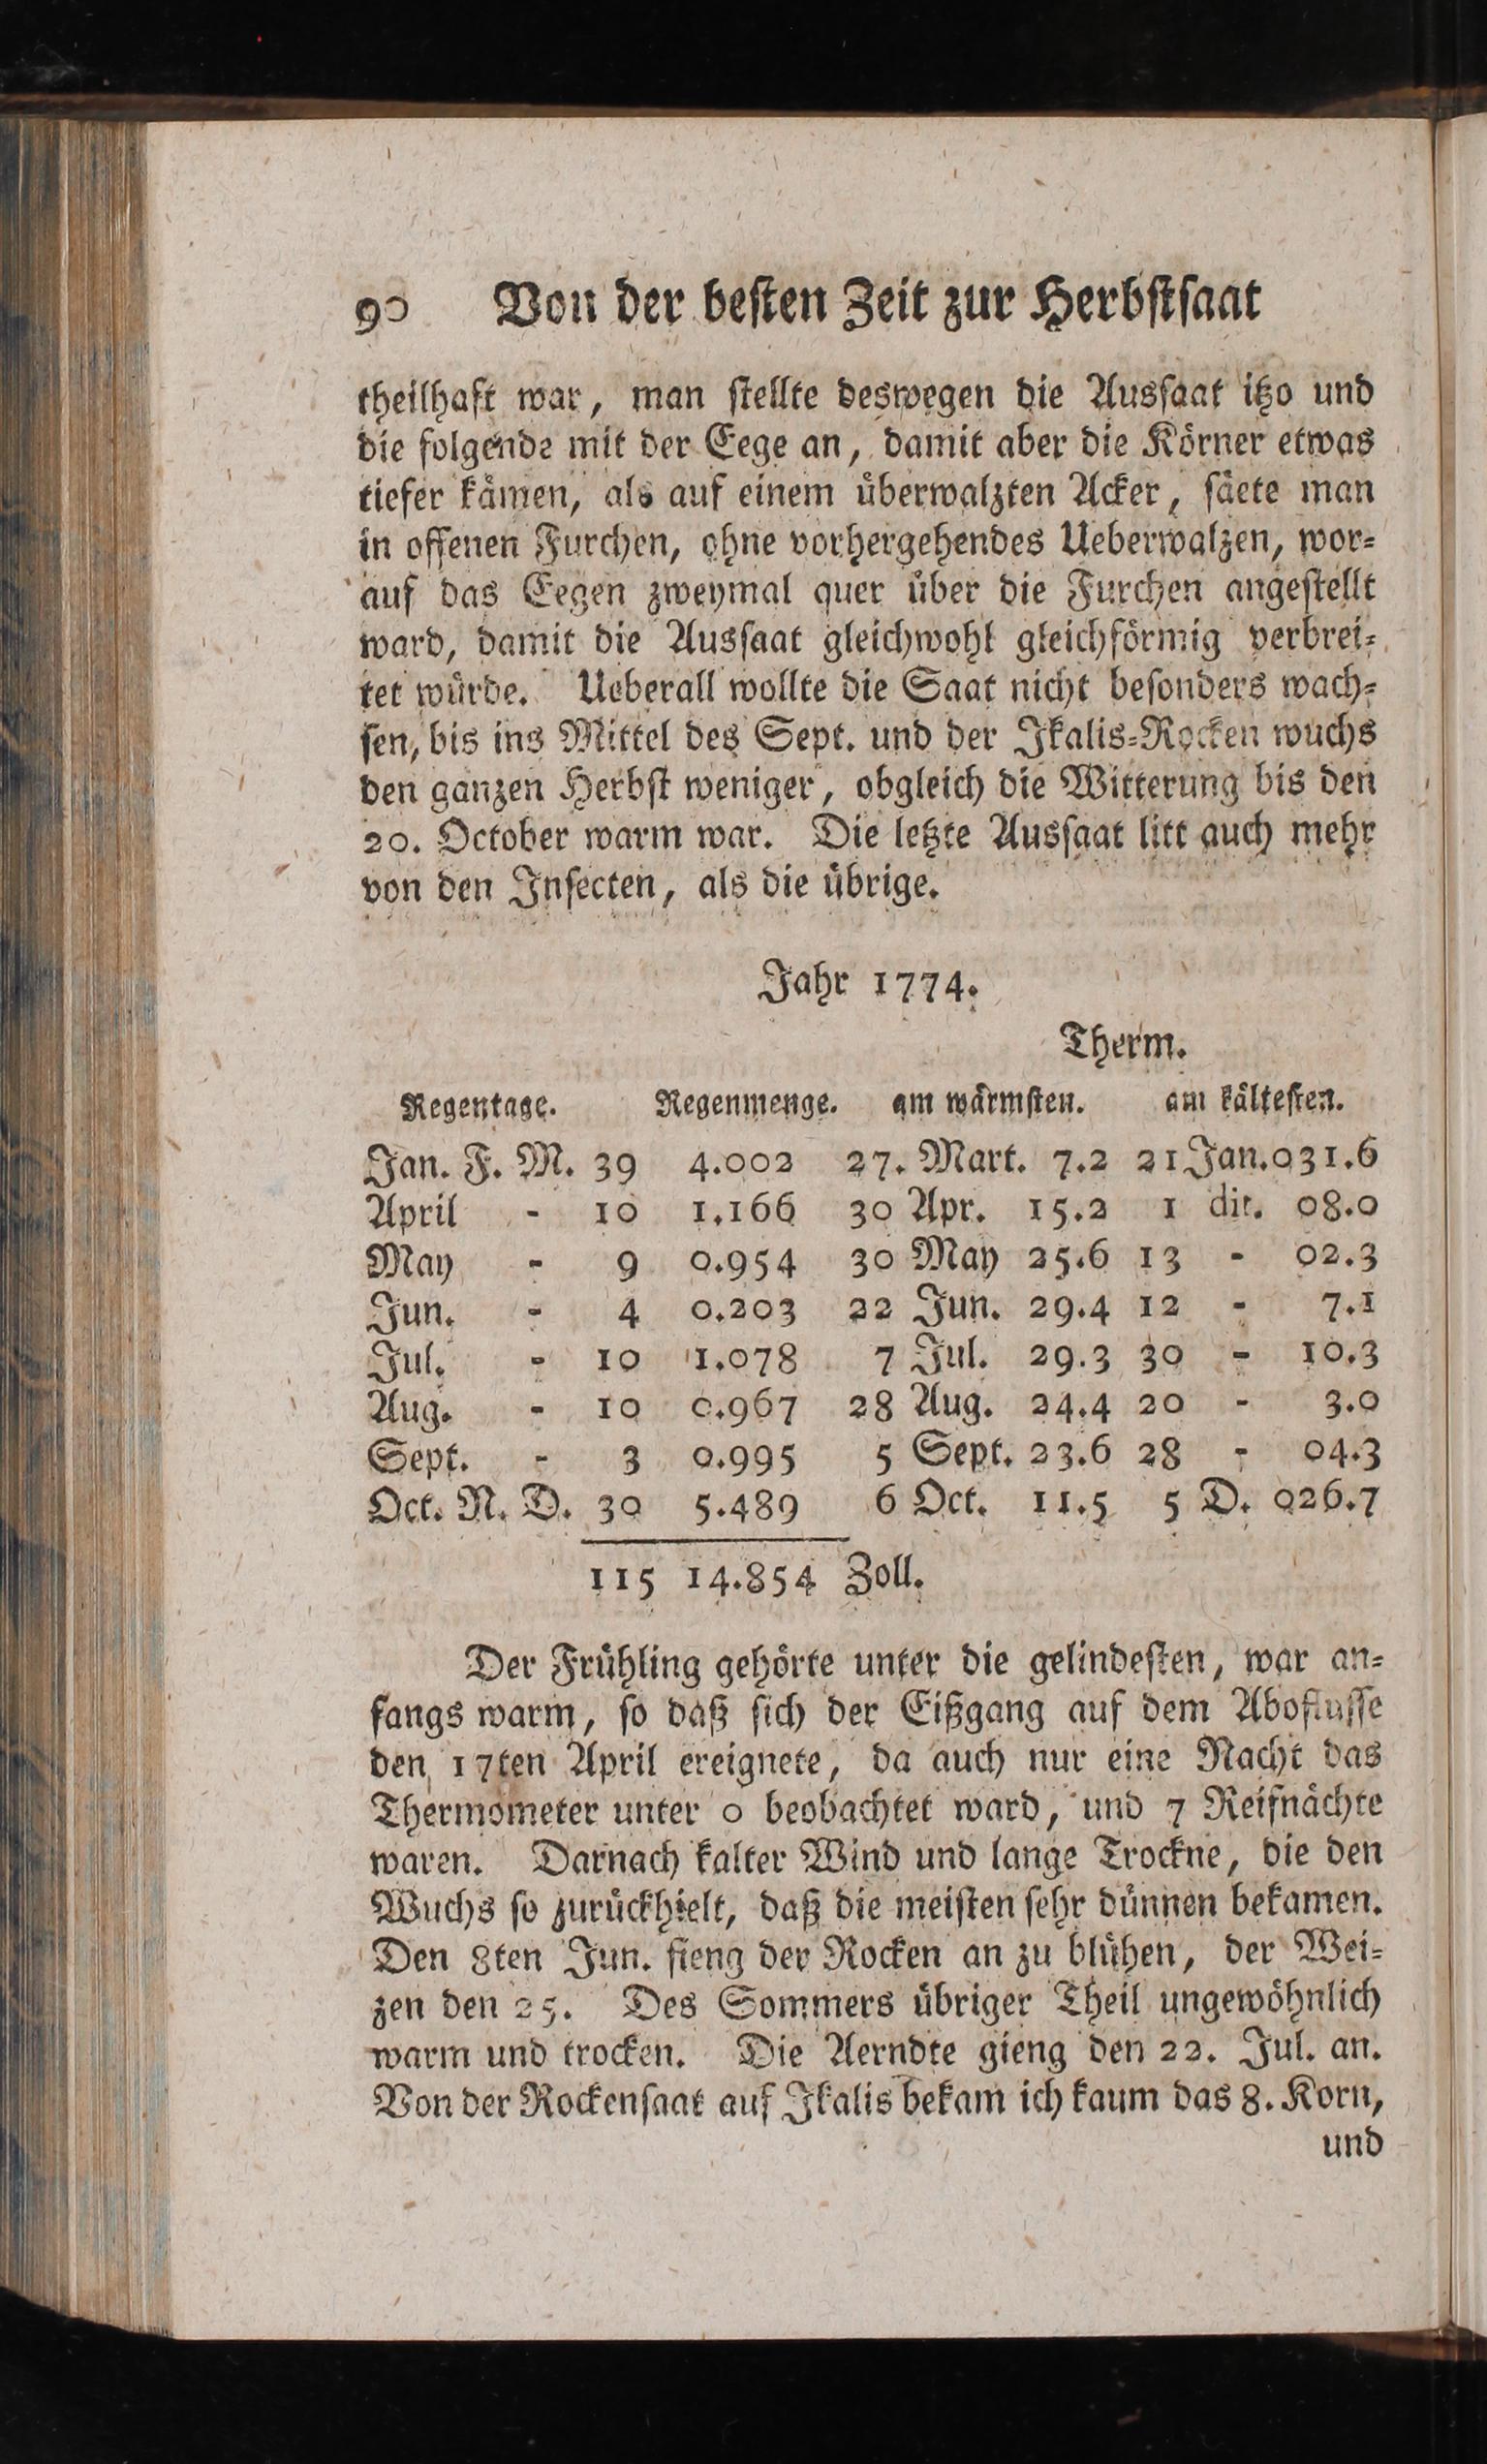 90 Von der beſten Zeit zur Herbſtſaat
theilhaft war, man ſtellte deswegen die Ausſaat itzo und
die folgende mit der Eege an, damit aber die Körner etwas
tiefer kämen, als auf einem überwalzten Acker, ſäete man
in offenen Furchen, ohne vorhergehendes Ueberwalzen, wor⸗
auf das Eegen zweymal quer über die Furchen angeſtellt
ward, damit die Ausſaat gleichwohl gleichförmig verbrei⸗
tet würde. Ueberall wollte die Saat nicht beſonders wach⸗
ſen, bis ins Mittel des Sept. und der Jkalis⸗Rocken wuchs
den ganzen Herbſt weniger, obgleich die Witterung bis den
20. October warm war. Die letzte Ausſaat litt auch mehr
von den Inſecten, als die übrige.
Jahr 1774.
Therm.
Regentage. Regenmenge. am wärmſten. am kälteſten.
Jan. F. M. 39 4.002 27. Mart. 7.2 21 Jan. 031.6
April - 10 1.166 30 Apr. 15.2 1 dit. 08.0
May - 9 0.954 30 May 25.6 13 - 02.3
Jun. - 4 0.203 22 Jun. 29.4 12 - 7.1
Jul. - 10 1.078 7 Jul. 29.3 30 - 10.3
Aug. - 10 0.967 28 Aug. 24.4 20 - 3.0
Sept. - 3 0.995 5 Sept. 23.6 28 - 04.3
Oct. N. D. 30 5.489 6 Oct. 11.5 5 D. 026.7
115 14.854 Zoll.
Der Frühling gehörte unter die gelindeſten, war an⸗
fangs warm, ſo daß ſich der Eißgang auf dem Abofluſſe
den 17ten April ereignete, da auch nur eine Nacht das
Thermometer unter 0 beobachtet ward, und 7 Reifnächte
waren. Darnach kalter Wind und lange Trockne, die den
Wuchs ſo zurückhielt, daß die meiſten ſehr dünnen bekamen.
Den 8ten Jun. fieng der Rocken an zu blühen, der Wei⸗
zen den 25. Des Sommers übriger Theil ungewöhnlich
warm und trocken. Die Aerndte gieng den 22. Jul. an.
Von der Rockenſaat auf Jkalis bekam ich kaum das 8. Korn,
und